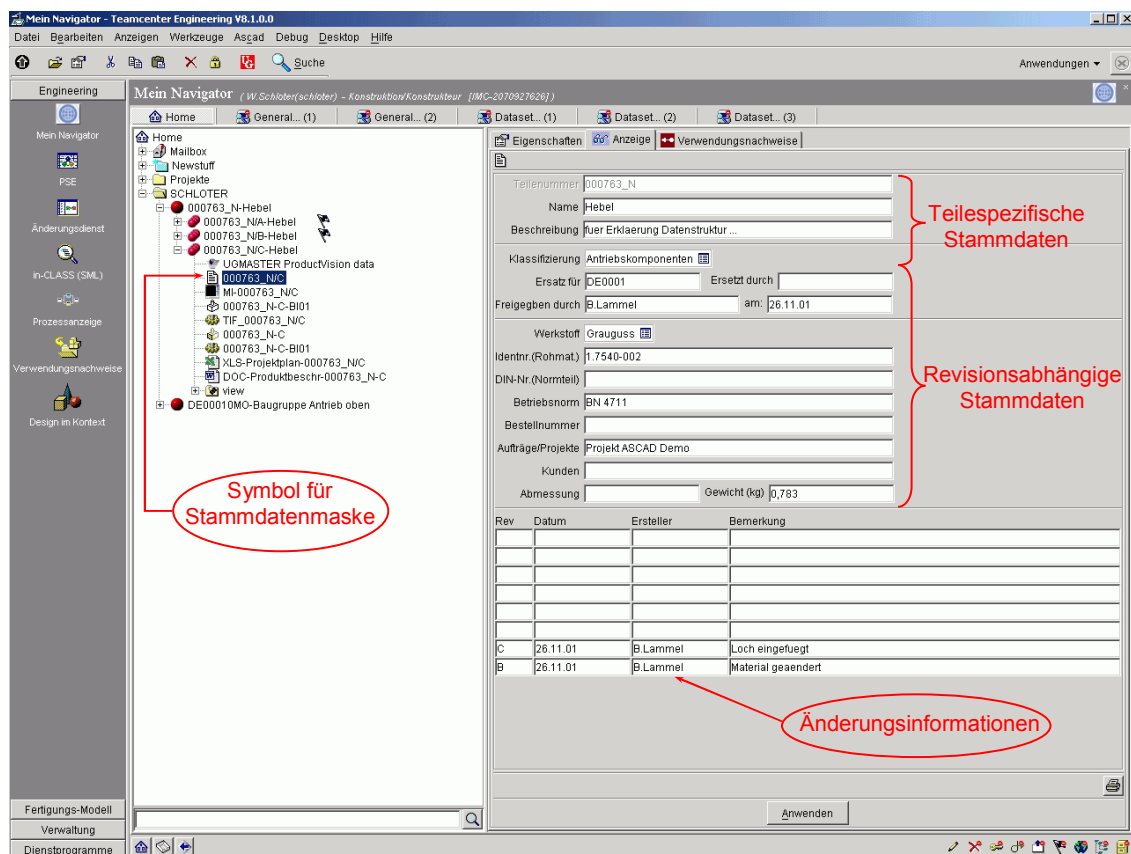 Mein Navigator - Teamcenter Engineering V8.1.0.0
Datei Bearbeiten Anzeigen Werkzeuge Ascad Debug Desktop Hilfe
Suche
Anwendungen
Engineering
Mein Navigator ( W.Schloter(schloter) - Konstruktion/Konstrukteur [IMC-2070927626] )
Home General... (1) General... (2) Dataset... (1) Dataset... (2) Dataset... (3)
Mein Navigator
PSE
Änderungsdienst
in-CLASS (SML)
Prozessanzeige
Verwendungsnachweise
Design im Kontext
Fertigungs-Modell
Verwaltung
Dienstprogramme
Home
Mailbox
Newstuff
Projekte
SCHLOTER
000763_N-Hebel
000763_N/A-Hebel
000763_N/B-Hebel
000763_N/C-Hebel
UGMASTER ProductVision data
000763_N/C
MI-000763_N/C
000763_N-C-BI01
TIF_000763_N/C
000763_N-C
000763_N-C-BI01
XLS-Projektplan-000763_N/C
DOC-Produktbeschr-000763_N-C
view
DE00010MO-Baugruppe Antrieb oben
Symbol für
Stammdatenmaske
Eigenschaften Anzeige Verwendungsnachweise
Teilenummer 000763_N
Name Hebel
Beschreibung fuer Erklaerung Datenstruktur ...
Klassifizierung Antriebskomponenten
Ersatz für DE0001 Ersetzt durch
Freigegben durch B.Lammel am: 26.11.01
Werkstoff Grauguss
Identnr.(Rohmat.) 1.7540-002
DIN-Nr.(Normteil)
Betriebsnorm BN 4711
Bestellnummer
Aufträge/Projekte Projekt ASCAD Demo
Kunden
Abmessung Gewicht (kg) 0,783
Teilespezifische
Stammdaten
Revisionsabhängige
Stammdaten
Rev Datum Ersteller Bemerkung
C 26.11.01 B.Lammel Loch eingefuegt
B 26.11.01 B.Lammel Material geaendert
Änderungsinformationen
Anwenden